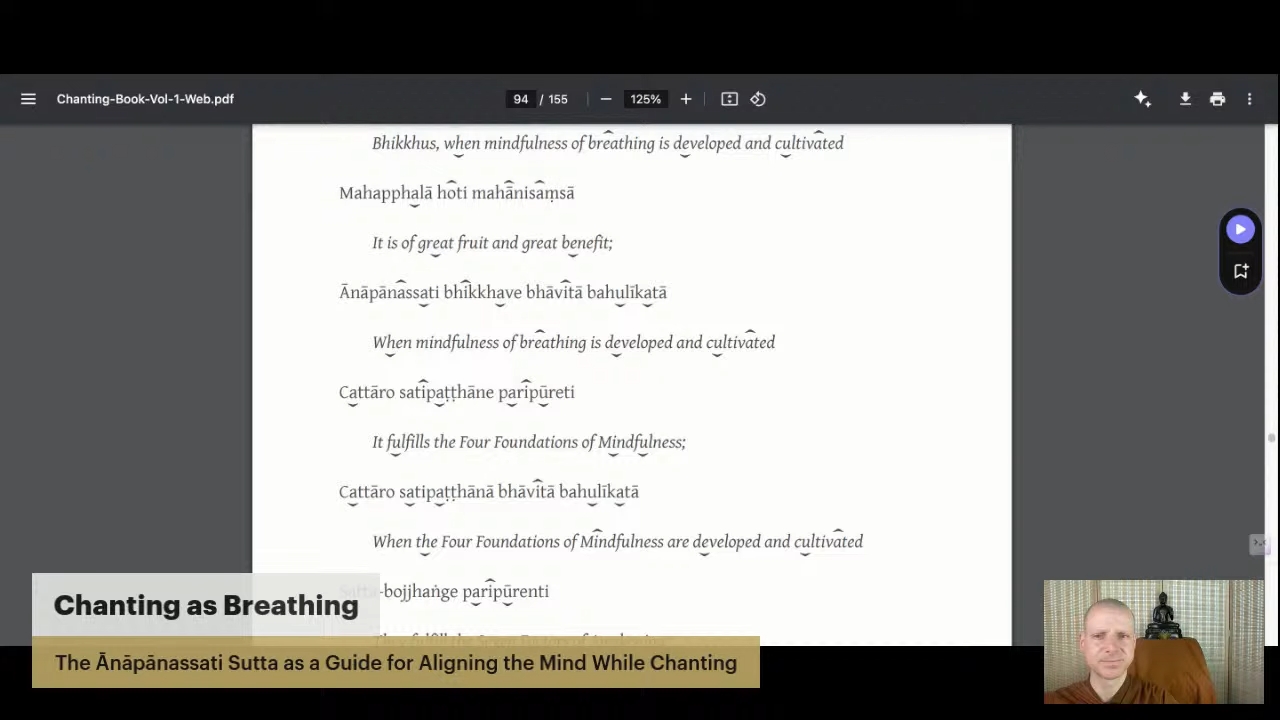 Chanting-Book-Vol-1-Web.pdf 94 / 155 125%
Bhikkhus, when mindfulness of breathing is developed and cultivated
Mahapphalā hoti mahānisaṃsā
It is of great fruit and great benefit;
Ānāpānassati bhikkhave bhāvitā bahulīkatā
When mindfulness of breathing is developed and cultivated
Cattāro satipaṭṭhāne paripūreti
It fulfills the Four Foundations of Mindfulness;
Cattāro satipaṭṭhānā bhāvitā bahulīkatā
When the Four Foundations of Mindfulness are developed and cultivated
-bojjhaṅge paripūrenti
Chanting as Breathing
The Ānāpānassati Sutta as a Guide for Aligning the Mind While Chanting